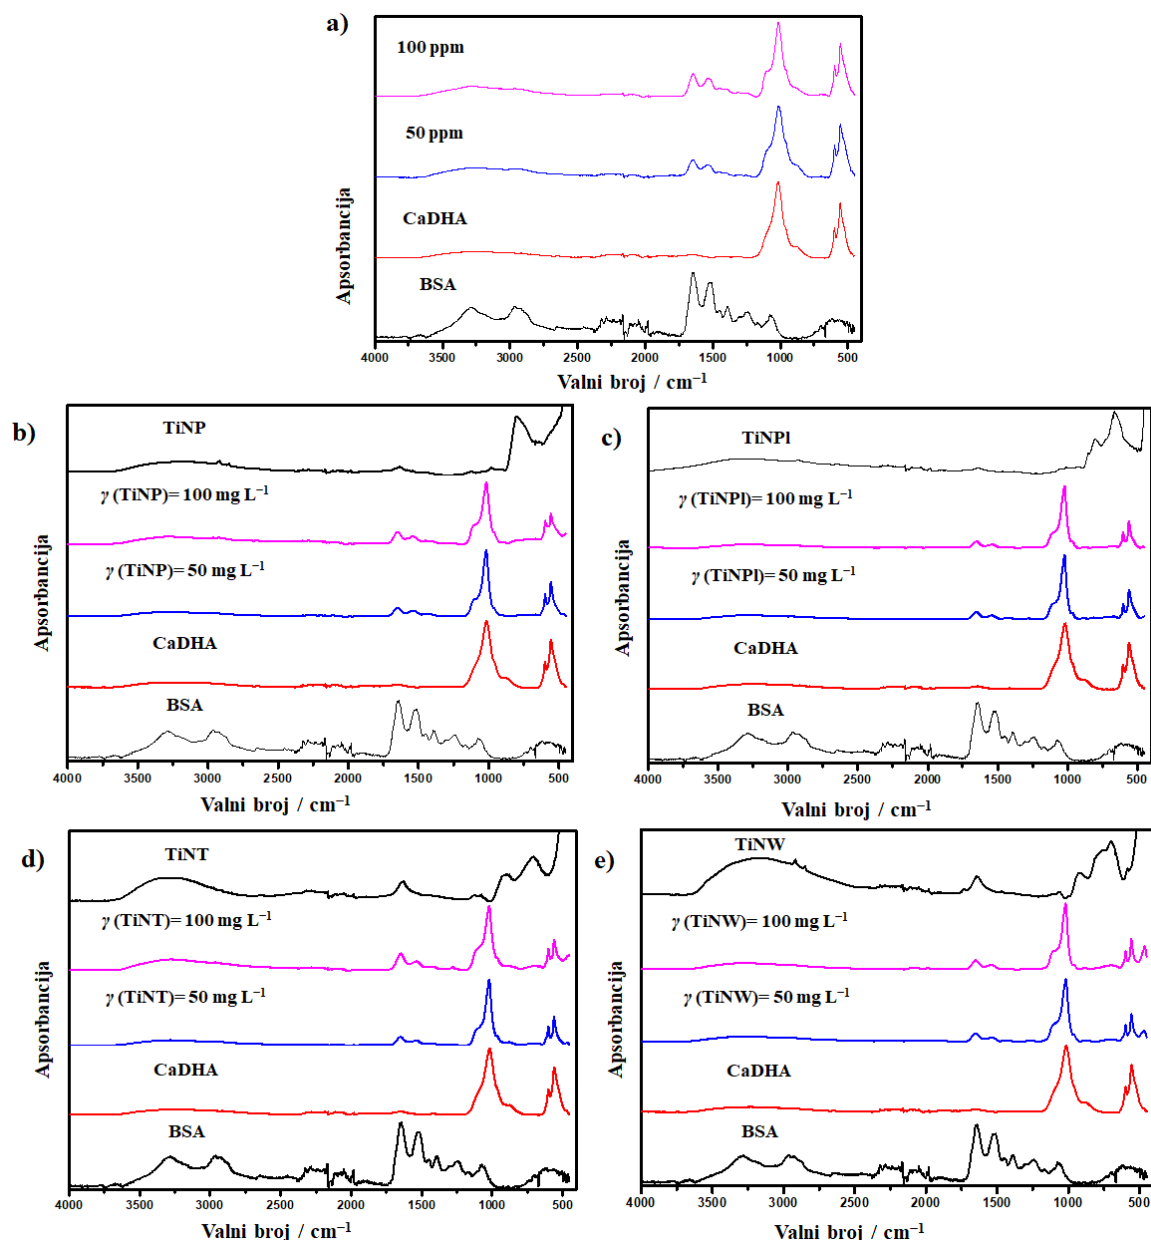 a)
100 ppm
50 ppm
CaDHA
BSA
Apsorbancija
4000 3500 3000 2500 2000 1500 1000 500
Valni broj / cm⁻¹
b)
TiNP
γ (TiNP)= 100 mg L⁻¹
γ (TiNP)= 50 mg L⁻¹
CaDHA
BSA
Apsorbancija
4000 3500 3000 2500 2000 1500 1000 500
Valni broj / cm⁻¹
c)
TiNPl
γ (TiNPl)= 100 mg L⁻¹
γ (TiNPl)= 50 mg L⁻¹
CaDHA
BSA
Apsorbancija
4000 3500 3000 2500 2000 1500 1000 500
Valni broj / cm⁻¹
d)
TiNT
γ (TiNT)= 100 mg L⁻¹
γ (TiNT)= 50 mg L⁻¹
CaDHA
BSA
Apsorbancija
4000 3500 3000 2500 2000 1500 1000 500
Valni broj / cm⁻¹
e)
TiNW
γ (TiNW)= 100 mg L⁻¹
γ (TiNW)= 50 mg L⁻¹
CaDHA
BSA
Apsorbancija
4000 3500 3000 2500 2000 1500 1000 500
Valni broj / cm⁻¹